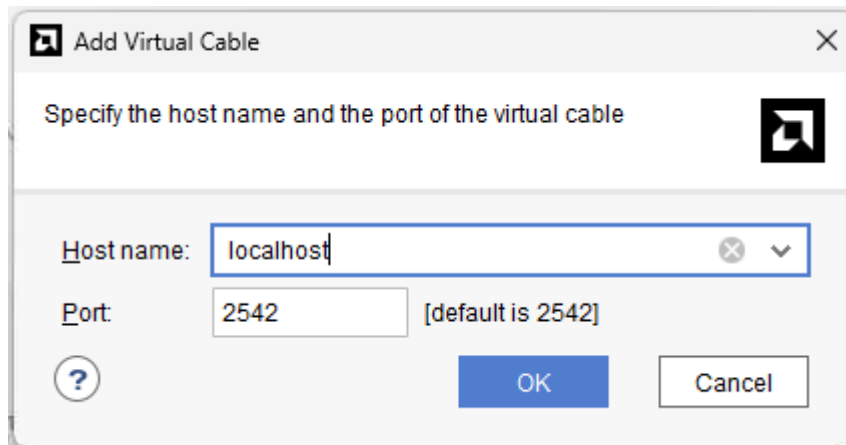 Add Virtual Cable
Specify the host name and the port of the virtual cable
Host name: localhost
Port: 2542 [default is 2542]
? OK Cancel